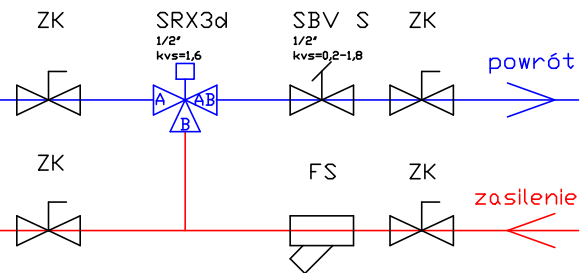 ZK SRX3d SBV S ZK
1/2" 1/2"
kvs=1,6 kvs=0,2-1,8
powrót
A AB
B
ZK FS ZK
zasilenie